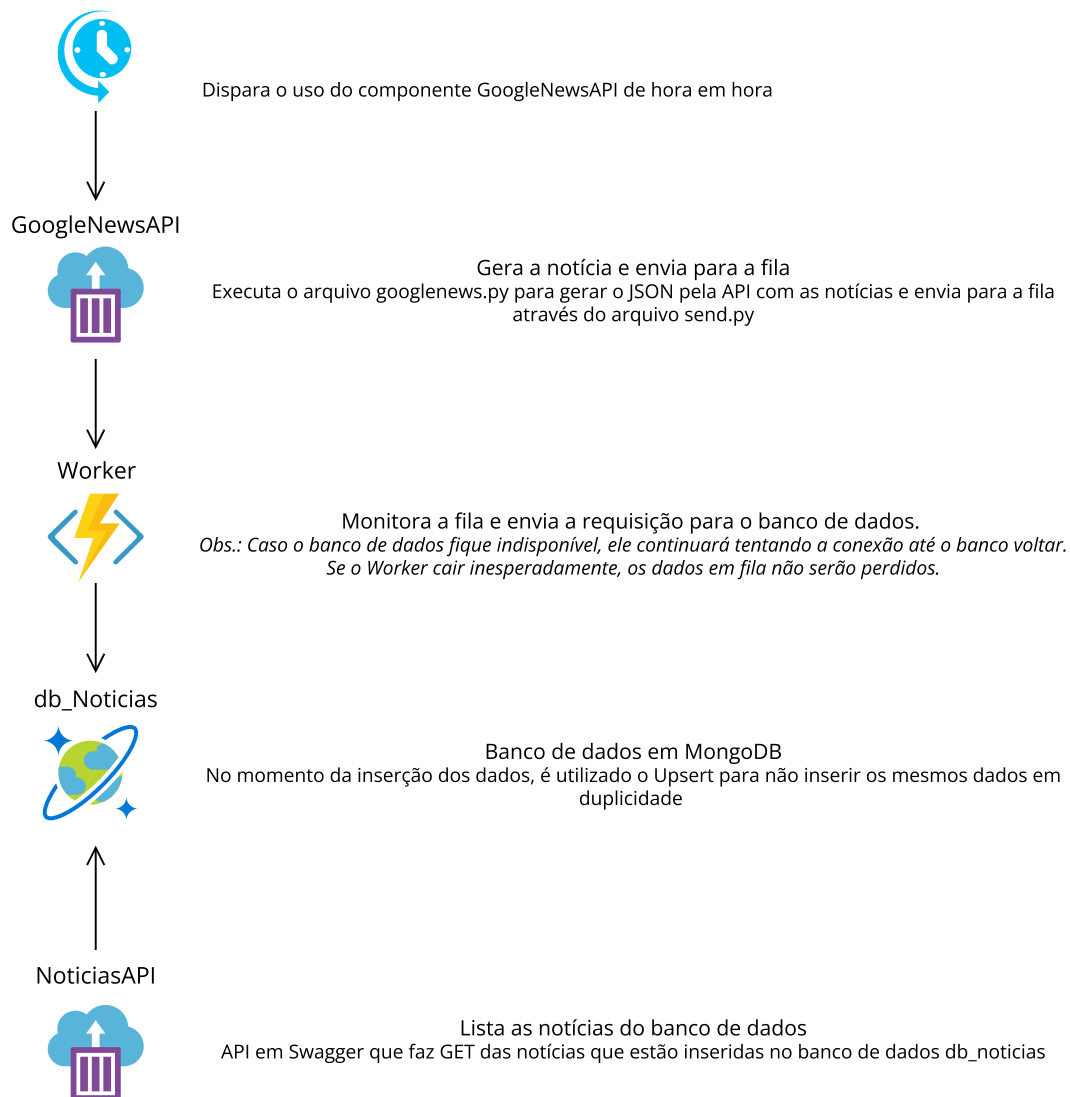 Dispara o uso do componente GoogleNewsAPI de hora em hora
GoogleNewsAPI
Gera a notícia e envia para a fila
Executa o arquivo googlenews.py para gerar o JSON pela API com as notícias e envia para a fila
através do arquivo send.py
Worker
Monitora a fila e envia a requisição para o banco de dados.
Obs.: Caso o banco de dados fique indisponível, ele continuará tentando a conexão até o banco voltar.
Se o Worker cair inesperadamente, os dados em fila não serão perdidos.
db_Noticias
Banco de dados em MongoDB
No momento da inserção dos dados, é utilizado o Upsert para não inserir os mesmos dados em
duplicidade
NoticiasAPI
Lista as notícias do banco de dados
API em Swagger que faz GET das notícias que estão inseridas no banco de dados db_noticias